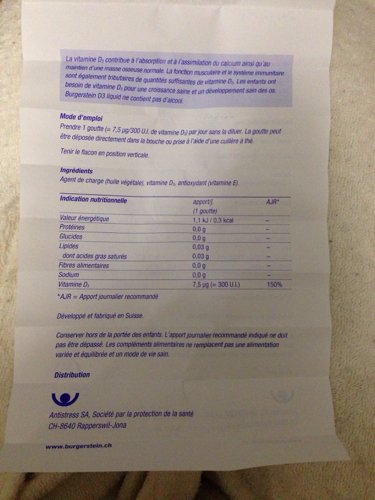 La vitamine D₃ contribue à l'absorption et à l'assimilation du calcium ainsi qu'au
maintien d'une masse osseuse normale. La fonction musculaire et le système immunitaire
sont également tributaires de quantités suffisantes de vitamine D₃. Les enfants ont
besoin de vitamine D₃ pour une croissance saine et un développement sain des os.
Burgerstein D3 liquid ne contient pas d'alcool.
Mode d'emploi
Prendre 1 goutte (= 7,5 µg/300 U.I. de vitamine D₃) par jour sans la diluer. La goutte peut
être déposée directement dans la bouche ou prise à l'aide d'une cuillère à thé.
Tenir le flacon en position verticale.
Ingrédients
Agent de charge (huile végétale), vitamine D₃, antioxydant (vitamine E)
Indication nutritionnelle apport/j. AJR*
(1 goutte)
Valeur énergétique 1,1 kJ / 0,3 kcal –
Protéines 0,0 g –
Glucides 0,0 g –
Lipides 0,03 g –
dont acides gras saturés 0,03 g –
Fibres alimentaires 0,0 g –
Sodium 0,0 g –
Vitamine D₃ 7,5 µg (= 300 U.I.) 150%
*AJR = Apport journalier recommandé
Développé et fabriqué en Suisse.
Conserver hors de la portée des enfants. L'apport journalier recommandé indiqué ne doit
pas être dépassé. Les compléments alimentaires ne remplacent pas une alimentation
variée et équilibrée et un mode de vie sain.
Distribution
Antistress SA, Société par la protection de la santé
CH-8640 Rapperswil-Jona
www.burgerstein.ch